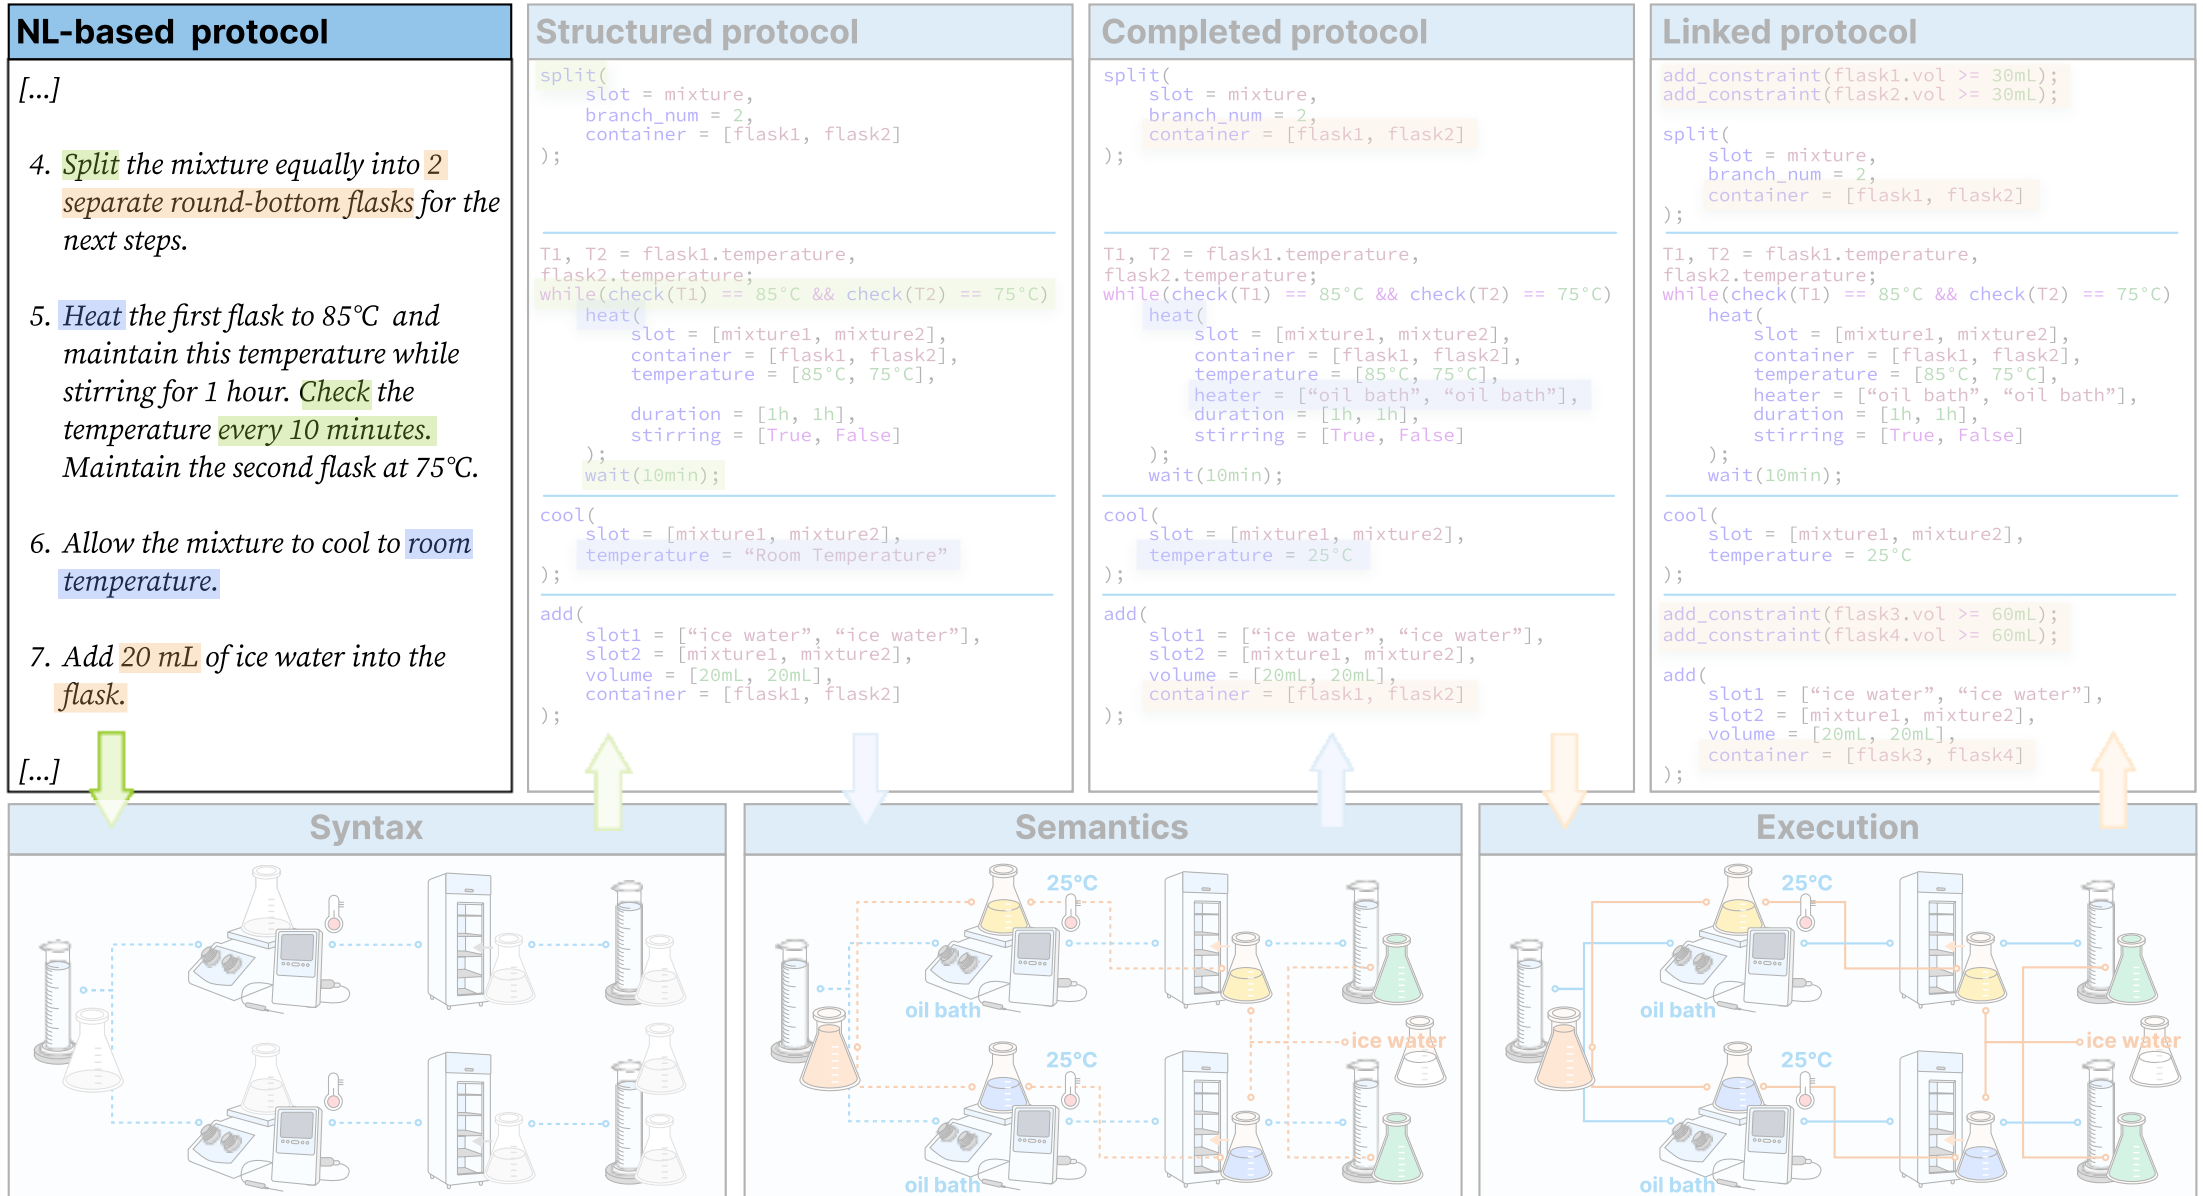 NL-based protocol
[...]
4. Split the mixture equally into 2
separate round-bottom flasks for the
next steps.
5. Heat the first flask to 85°C and
maintain this temperature while
stirring for 1 hour. Check the
temperature every 10 minutes.
Maintain the second flask at 75°C.
6. Allow the mixture to cool to room
temperature.
7. Add 20 mL of ice water into the
flask.
[...]
Structured protocol
split(
slot = mixture,
branch_num = 2,
container = [flask1, flask2]
);
T1, T2 = flask1.temperature,
flask2.temperature;
while(check(T1) == 85°C && check(T2) == 75°C)
heat(
slot = [mixture1, mixture2],
container = [flask1, flask2],
temperature = [85°C, 75°C],
duration = [1h, 1h],
stirring = [True, False]
);
wait(10min);
cool(
slot = [mixture1, mixture2],
temperature = “Room Temperature”
);
add(
slot1 = [“ice water”, “ice water”],
slot2 = [mixture1, mixture2],
volume = [20mL, 20mL],
container = [flask1, flask2]
);
Completed protocol
split(
slot = mixture,
branch_num = 2,
container = [flask1, flask2]
);
T1, T2 = flask1.temperature,
flask2.temperature;
while(check(T1) == 85°C && check(T2) == 75°C)
heat(
slot = [mixture1, mixture2],
container = [flask1, flask2],
temperature = [85°C, 75°C],
heater = [“oil bath”, “oil bath”],
duration = [1h, 1h],
stirring = [True, False]
);
wait(10min);
cool(
slot = [mixture1, mixture2],
temperature = 25°C
);
add(
slot1 = [“ice water”, “ice water”],
slot2 = [mixture1, mixture2],
volume = [20mL, 20mL],
container = [flask1, flask2]
);
Linked protocol
add_constraint(flask1.vol >= 30mL);
add_constraint(flask2.vol >= 30mL);
split(
slot = mixture,
branch_num = 2,
container = [flask1, flask2]
);
T1, T2 = flask1.temperature,
flask2.temperature;
while(check(T1) == 85°C && check(T2) == 75°C)
heat(
slot = [mixture1, mixture2],
container = [flask1, flask2],
temperature = [85°C, 75°C],
heater = [“oil bath”, “oil bath”],
duration = [1h, 1h],
stirring = [True, False]
);
wait(10min);
cool(
slot = [mixture1, mixture2],
temperature = 25°C
);
add_constraint(flask3.vol >= 60mL);
add_constraint(flask4.vol >= 60mL);
add(
slot1 = [“ice water”, “ice water”],
slot2 = [mixture1, mixture2],
volume = [20mL, 20mL],
container = [flask3, flask4]
);
Syntax
Semantics
25°C
oil bath
ice water
25°C
oil bath
Execution
25°C
oil bath
ice water
25°C
oil bath